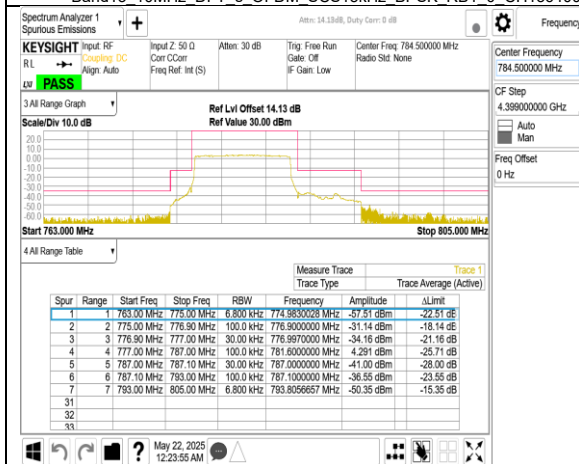 Spectrum Analyzer 1
Spurious Emissions
Attn: 14.13dB, Duty Corr: 0 dB
Frequency
KEYSIGHT Input: RF Input Z: 50 Ω Atten: 30 dB Trig: Free Run Center Freq: 784.500000 MHz
RL Coupling: DC Corr CCorr Gate: Off Radio Std: None
Align: Auto Freq Ref: Int (S) IF Gain: Low
PASS
Center Frequency
784.500000 MHz
CF Step
4.399000000 GHz
Auto
Man
Freq Offset
0 Hz
3 All Range Graph
Ref Lvl Offset 14.13 dB
Scale/Div 10.0 dB Ref Value 30.00 dBm
20.0
10.0
0.00
-10.0
-20.0
-30.0
-40.0
-50.0
-60.0
Start 763.000 MHz Stop 805.000 MHz
4 All Range Table
Measure Trace Trace 1
Trace Type Trace Average (Active)
Spur Range Start Freq Stop Freq RBW Frequency Amplitude ΔLimit
1 1 763.00 MHz 775.00 MHz 6.800 kHz 774.9830028 MHz -57.51 dBm -22.51 dB
2 2 775.00 MHz 776.90 MHz 100.0 kHz 776.9000000 MHz -31.14 dBm -18.14 dB
3 3 776.90 MHz 777.00 MHz 30.00 kHz 776.9970000 MHz -34.16 dBm -21.16 dB
4 4 777.00 MHz 787.00 MHz 100.0 kHz 781.6000000 MHz 4.291 dBm -25.71 dB
5 5 787.00 MHz 787.10 MHz 30.00 kHz 787.0000000 MHz -41.00 dBm -28.00 dB
6 6 787.10 MHz 793.00 MHz 100.0 kHz 787.1000000 MHz -36.55 dBm -23.55 dB
7 7 793.00 MHz 805.00 MHz 6.800 kHz 793.8056657 MHz -50.35 dBm -15.35 dB
31
32
33
May 22, 2025
12:23:55 AM